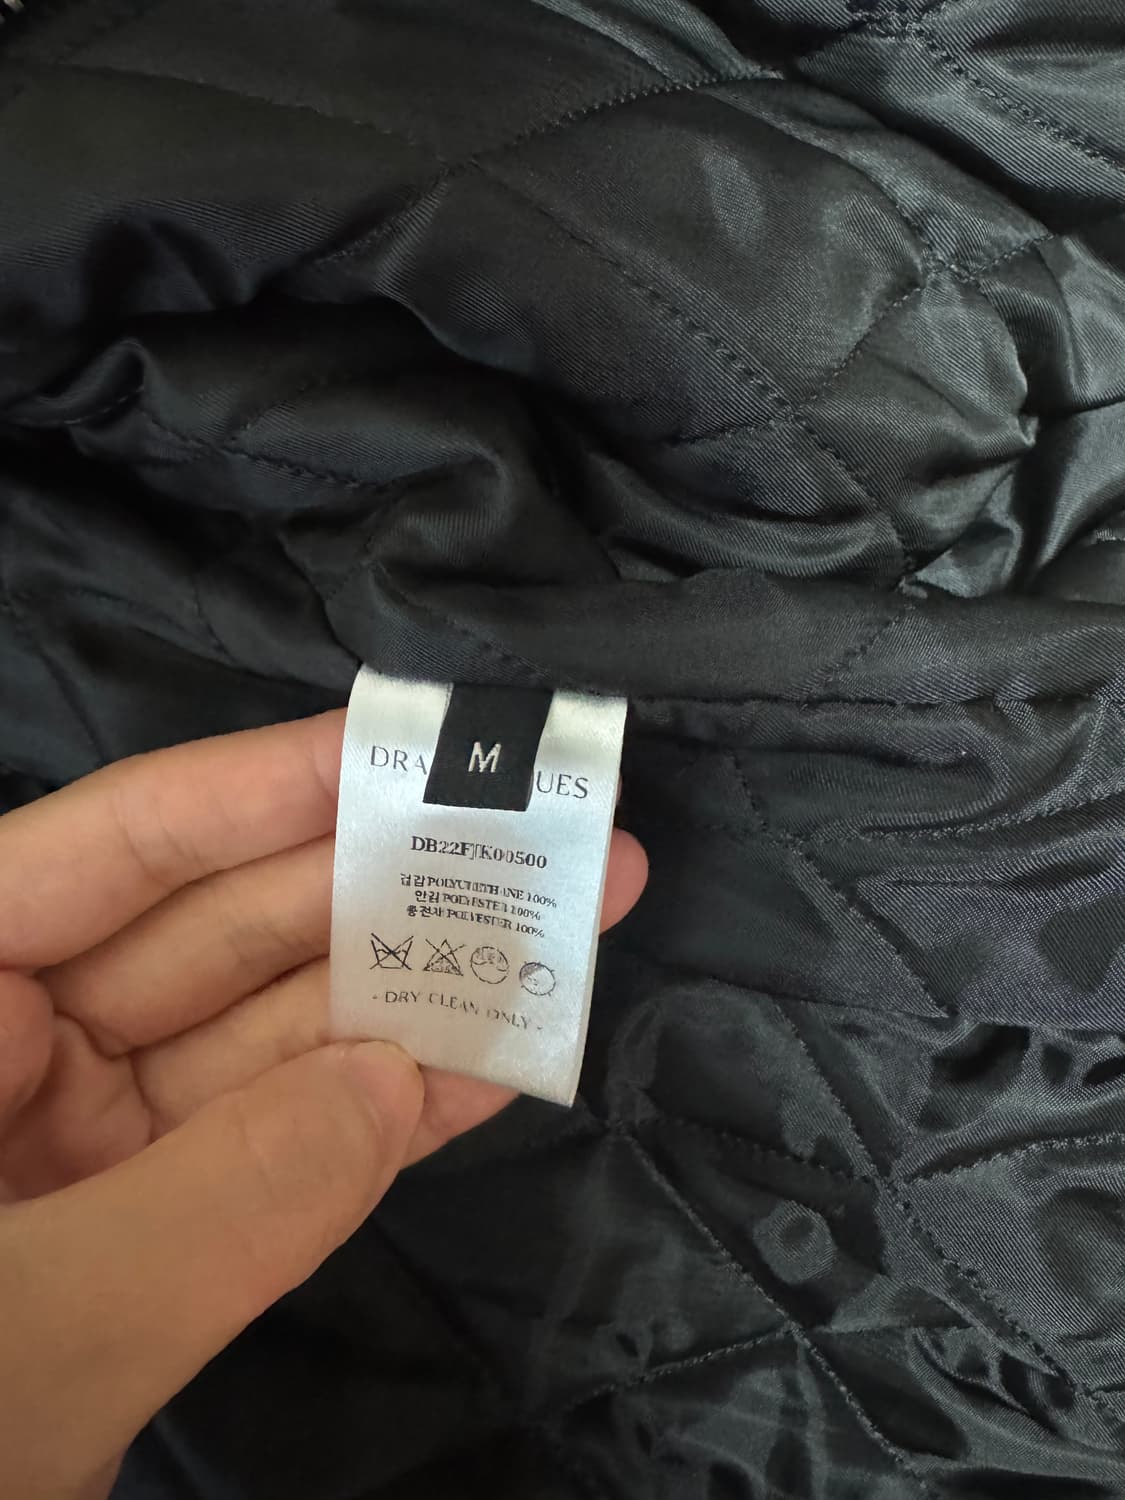 M
DRA UES
DB22FJK00500
겉감 POLYURETHANE 100%
안감 POLYESTER 100%
충전재 POLYESTER 100%
- DRY CLEAN ONLY -